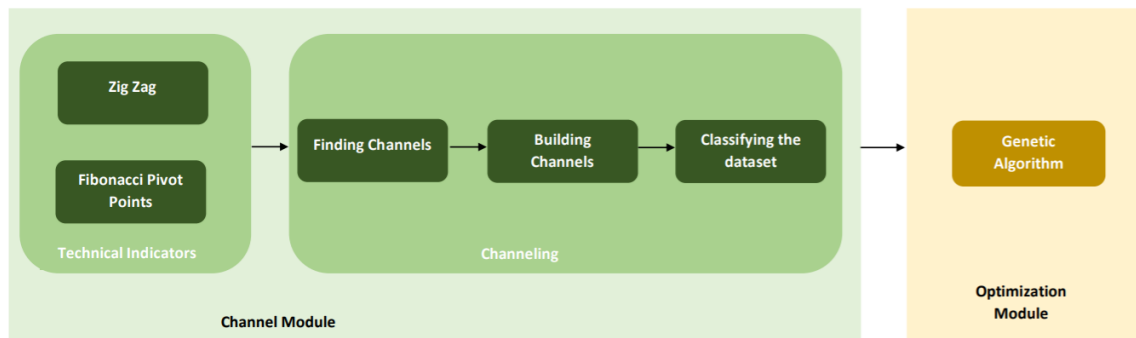 Zig Zag
Fibonacci Pivot
Points
Technical Indicators
Finding Channels
Building
Channels
Classifying the
dataset
Channeling
Channel Module
Genetic
Algorithm
Optimization
Module